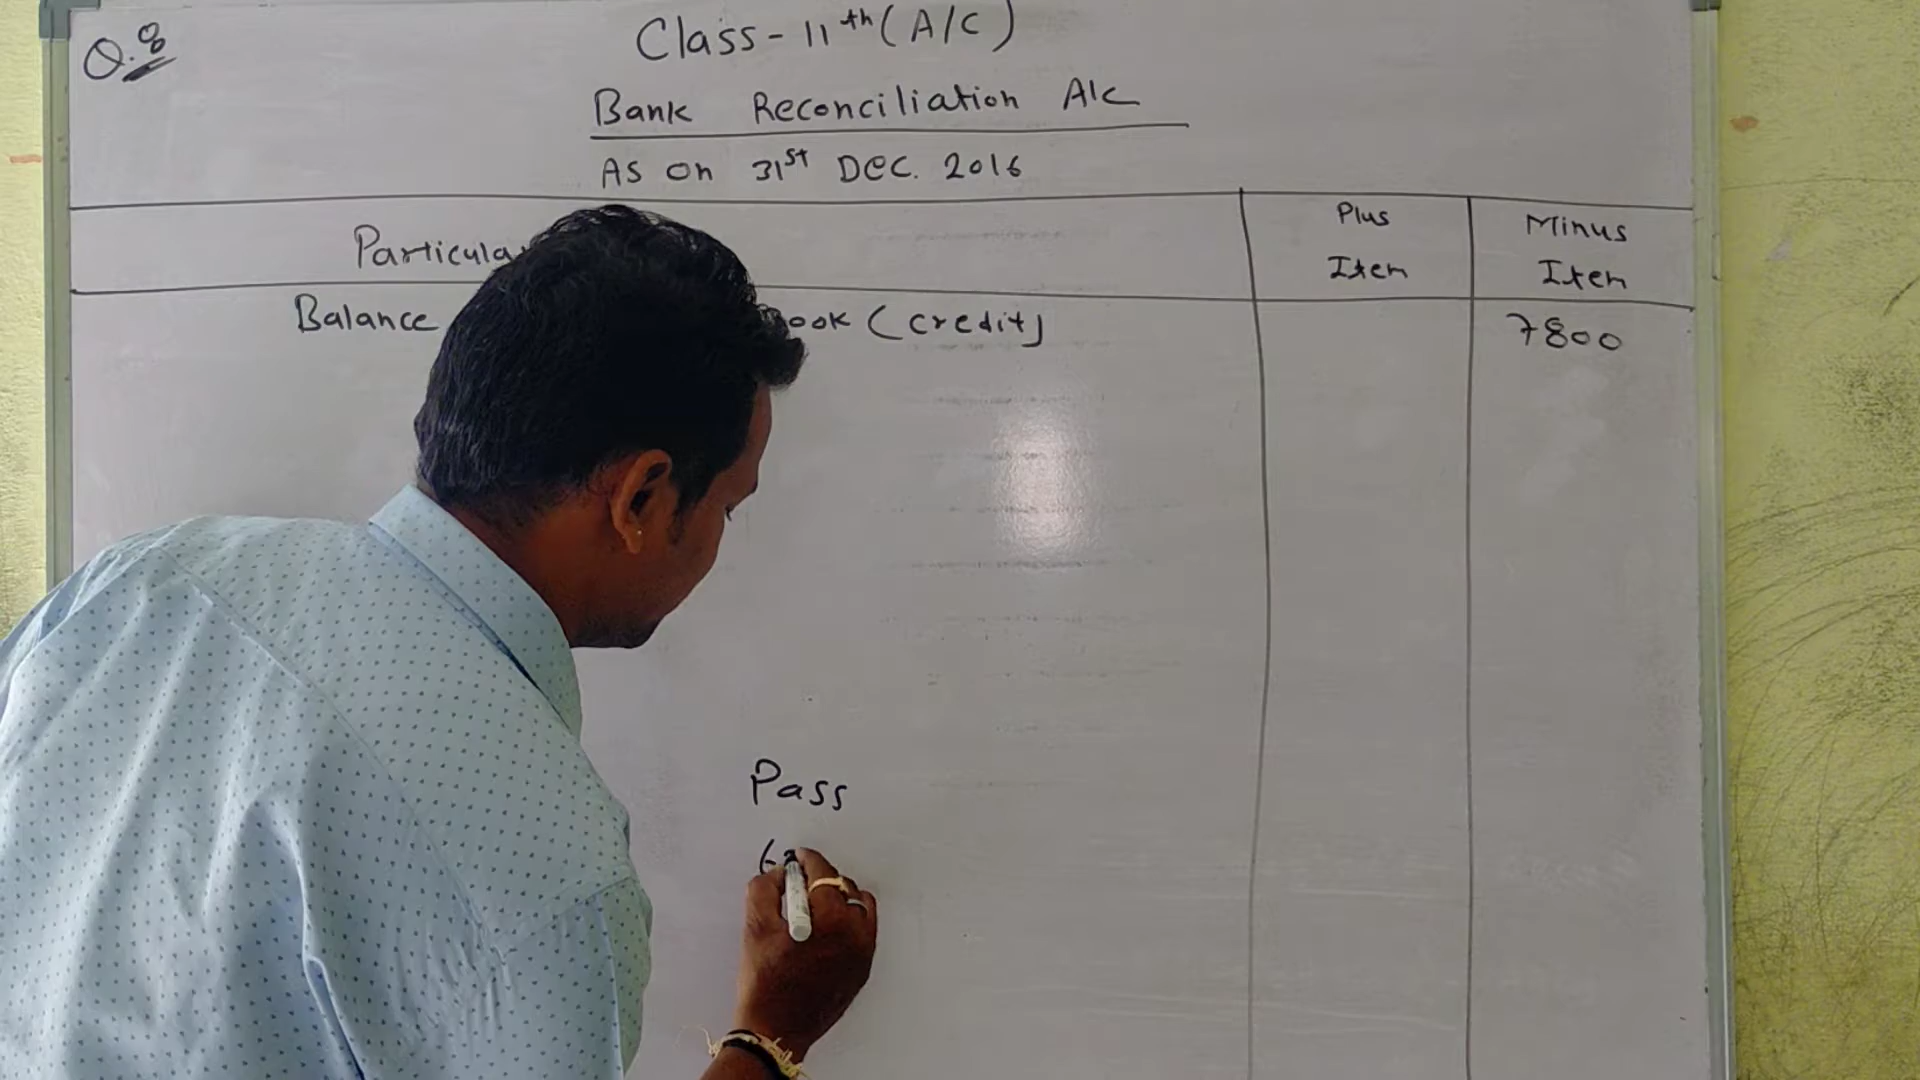 Q.8
Class-11th (A/C)
Bank Reconciliation A/c
As on 31st Dec. 2016
Plus Item
Minus Item
Balance ook (credit)
7800
Pass